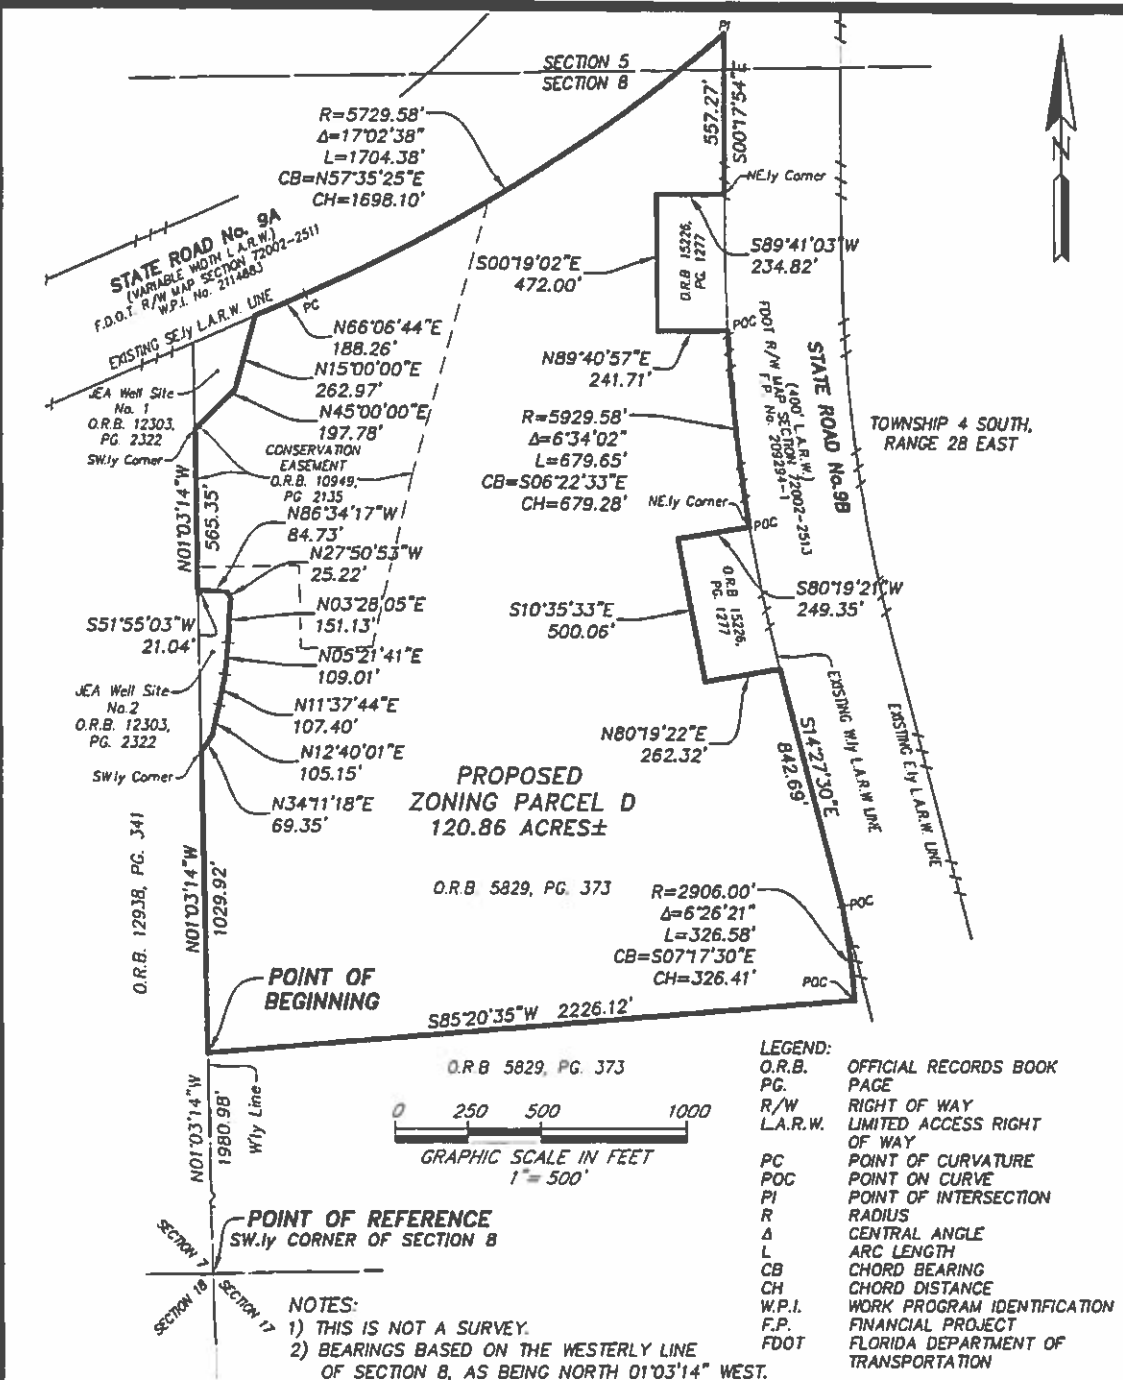 PI
SECTION 5
SECTION 8
557.27'
S00°17'54"E
R=5729.58'
Δ=17°02'38"
L=1704.38'
CB=N57°35'25"E
CH=1698.10'
N
NE.ly Corner
STATE ROAD No. 9A
(VARIABLE WIDTH L.A.R.W.)
F.D.O.T. R/W MAP SECTION 72002-2511
W.P.I. No. 2114883
EXISTING SE.ly L.A.R.W. LINE
PC
S00°19'02"E
472.00'
O.R.B 15226,
PG. 1277
S89°41'03"W
234.82'
POC
N89°40'57"E
241.71'
N66°06'44"E
188.26'
N15°00'00"E
262.97'
N45°00'00"E
197.78'
JEA Well Site
No. 1
O.R.B. 12303,
PG. 2322
SW.ly Corner
CONSERVATION
EASEMENT
O.R.B. 10949,
PG 2135
R=5929.58'
Δ=6°34'02"
L=679.65'
CB=S06°22'33"E
CH=679.28'
STATE ROAD No.9B
(400' L.A.R.W.)
FDOT R/W MAP SECTION 72002-2513
F.P. No. 209294-1
TOWNSHIP 4 SOUTH,
RANGE 28 EAST
N01°03'14"W
565.35'
N86°34'17"W
84.73'
N27°50'53"W
25.22'
NE.ly Corner
POC
N03°28'05"E
151.13'
S51°55'03"W
21.04'
N05°21'41"E
109.01'
S10°35'33"E
500.06'
O.R.B 15226,
PG. 1277
S80°19'21"W
249.35'
JEA Well Site
No.2
O.R.B. 12303,
PG. 2322
N11°37'44"E
107.40'
N12°40'01"E
105.15'
SW.ly Corner
N34°11'18"E
69.35'
N80°19'22"E
262.32'
S14°27'30"E
842.69'
EXISTING W.ly L.A.R.W LINE
EXISTING E.ly L.A.R.W. LINE
PROPOSED
ZONING PARCEL D
120.86 ACRES±
O.R.B 5829, PG. 373
O.R.B. 12938, PG. 341
N01°03'14"W
1029.92'
R=2906.00'
Δ=6°26'21"
L=326.58'
CB=S07°17'30"E
CH=326.41'
POC
POC
POINT OF
BEGINNING
S85°20'35"W 2226.12'
O.R.B 5829, PG. 373
N01°03'14"W
1980.98'
W'ly Line
0 250 500 1000
GRAPHIC SCALE IN FEET
1"= 500'
POINT OF REFERENCE
SW.ly CORNER OF SECTION 8
SECTION 7
SECTION 18
SECTION 17
LEGEND:
O.R.B. OFFICIAL RECORDS BOOK
PG. PAGE
R/W RIGHT OF WAY
L.A.R.W. LIMITED ACCESS RIGHT
OF WAY
PC POINT OF CURVATURE
POC POINT ON CURVE
PI POINT OF INTERSECTION
R RADIUS
Δ CENTRAL ANGLE
L ARC LENGTH
CB CHORD BEARING
CH CHORD DISTANCE
W.P.I. WORK PROGRAM IDENTIFICATION
F.P. FINANCIAL PROJECT
FDOT FLORIDA DEPARTMENT OF
TRANSPORTATION
NOTES:
1) THIS IS NOT A SURVEY.
2) BEARINGS BASED ON THE WESTERLY LINE
OF SECTION 8, AS BEING NORTH 01°03'14" WEST.